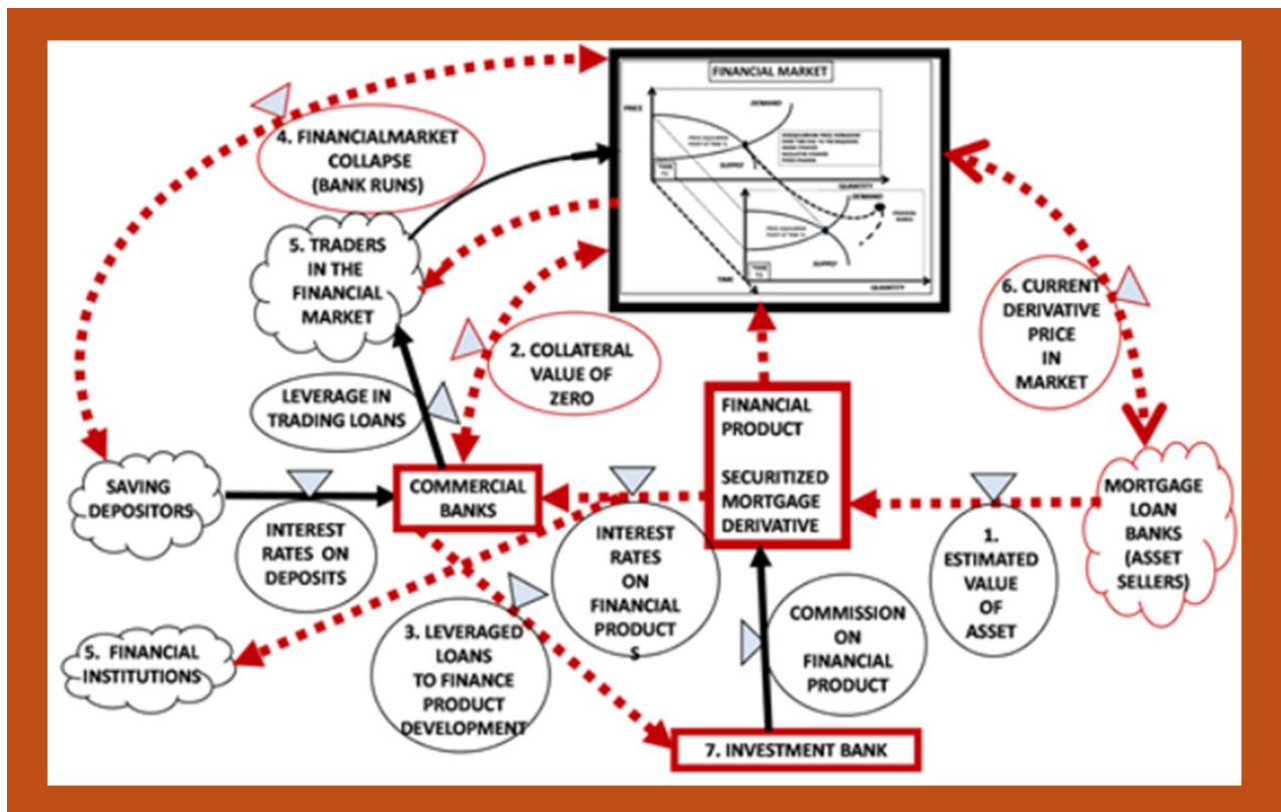 FINANCIAL MARKET
PRICE
DEMAND
SUPPLY
QUANTITY
TIME
DEMAND
SUPPLY
QUANTITY
TIME
4. FINANCIALMARKET
COLLAPSE
(BANK RUNS)
5. TRADERS
IN THE
FINANCIAL
MARKET
2. COLLATERAL
VALUE OF
ZERO
6. CURRENT
DERIVATIVE
PRICE
IN
MARKET
LEVERAGE IN
TRADING LOANS
FINANCIAL
PRODUCT
SECURITIZED
MORTGAGE
DERIVATIVE
SAVING
DEPOSITORS
COMMERCIAL
BANKS
MORTGAGE
LOAN
BANKS
(ASSET
SELLERS)
INTEREST
RATES ON
DEPOSITS
INTEREST
RATES
ON
FINANCIAL
PRODUCT
S
1.
ESTIMATED
VALUE
OF
ASSET
COMMISSION
ON
FINANCIAL
PRODUCT
3. LEVERAGED
LOANS
TO FINANCE
PRODUCT
DEVELOPMENT
5. FINANCIAL
INSTITUTIONS
7. INVESTMENT BANK